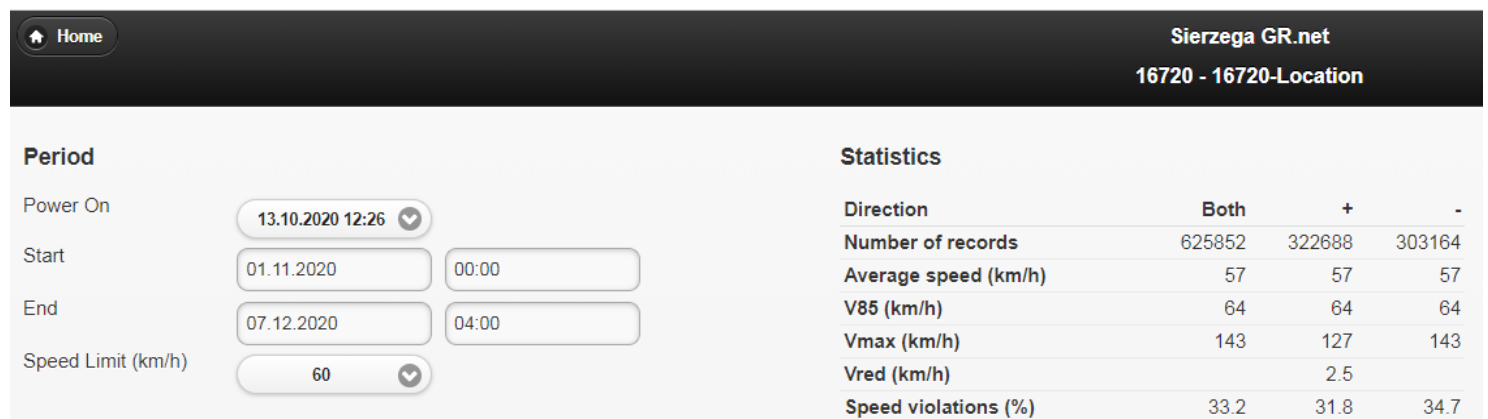 Home
Sierzega GR.net
16720 - 16720-Location
Period
Power On 13.10.2020 12:26
Start 01.11.2020 00:00
End 07.12.2020 04:00
Speed Limit (km/h) 60
Statistics
Direction Both + -
Number of records 625852 322688 303164
Average speed (km/h) 57 57 57
V85 (km/h) 64 64 64
Vmax (km/h) 143 127 143
Vred (km/h) 2.5
Speed violations (%) 33.2 31.8 34.7